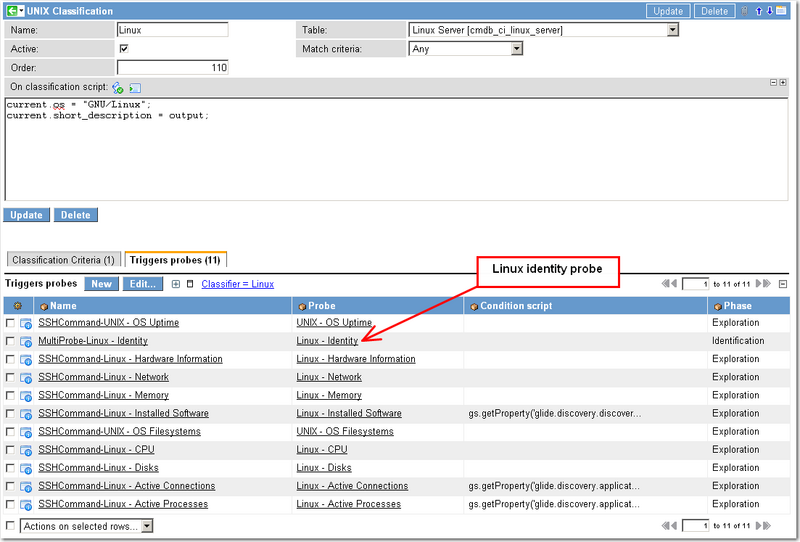 UNIX Classification Update Delete
Name: Linux Table: Linux Server [cmdb_ci_linux_server]
Active: Match criteria: Any
Order: 110
On classification script:
current.os = "GNU/Linux";
current.short_description = output;
Update Delete
Classification Criteria (1) Triggers probes (11)
Linux identity probe
Triggers probes New Edit... Classifier = Linux 1 to 11 of 11
Name Probe Condition script Phase
SSHCommand-UNIX - OS Uptime UNIX - OS Uptime Exploration
MultiProbe-Linux - Identity Linux - Identity Identification
SSHCommand-Linux - Hardware Information Linux - Hardware Information Exploration
SSHCommand-Linux - Network Linux - Network Exploration
SSHCommand-Linux - Memory Linux - Memory Exploration
SSHCommand-Linux - Installed Software Linux - Installed Software gs.getProperty('glide.discovery.discover... Exploration
SSHCommand-UNIX - OS Filesystems UNIX - OS Filesystems Exploration
SSHCommand-Linux - CPU Linux - CPU Exploration
SSHCommand-Linux - Disks Linux - Disks Exploration
SSHCommand-Linux - Active Connections Linux - Active Connections gs.getProperty('glide.discovery.applicat... Exploration
SSHCommand-Linux - Active Processes Linux - Active Processes gs.getProperty('glide.discovery.applicat... Exploration
Actions on selected rows... 1 to 11 of 11